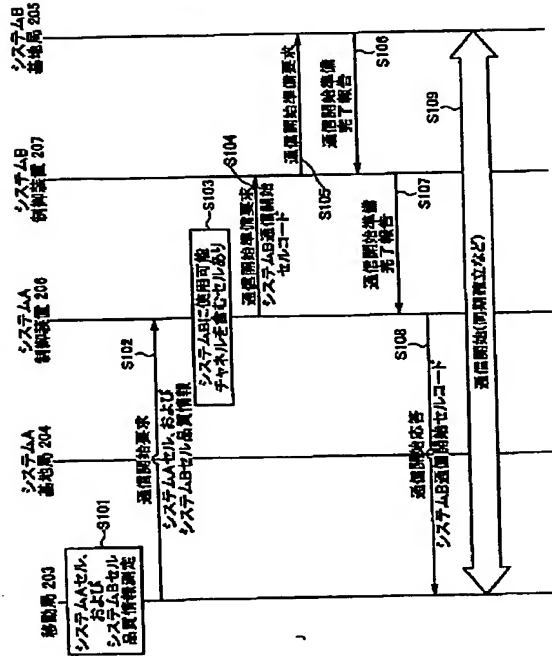 移動局 203
システムA
基地局 204
システムA
制御装置 206
システムB
制御装置 207
システムB
基地局 205
S101
システムAセル、
および
システムBセル
品質情報測定
S102
通信開始要求
システムAセル、および
システムBセル品質情報
S103
システムBに使用可能
チャネルを含むセルあり
S104
通信開始準備要求
システムB通信開始
セルコード
通信開始準備要求
S105
S106
通信開始準備
完了報告
S107
通信開始準備
完了報告
S108
通信開始応答
システムB通信開始セルコード
S109
通信開始(同期確立など)